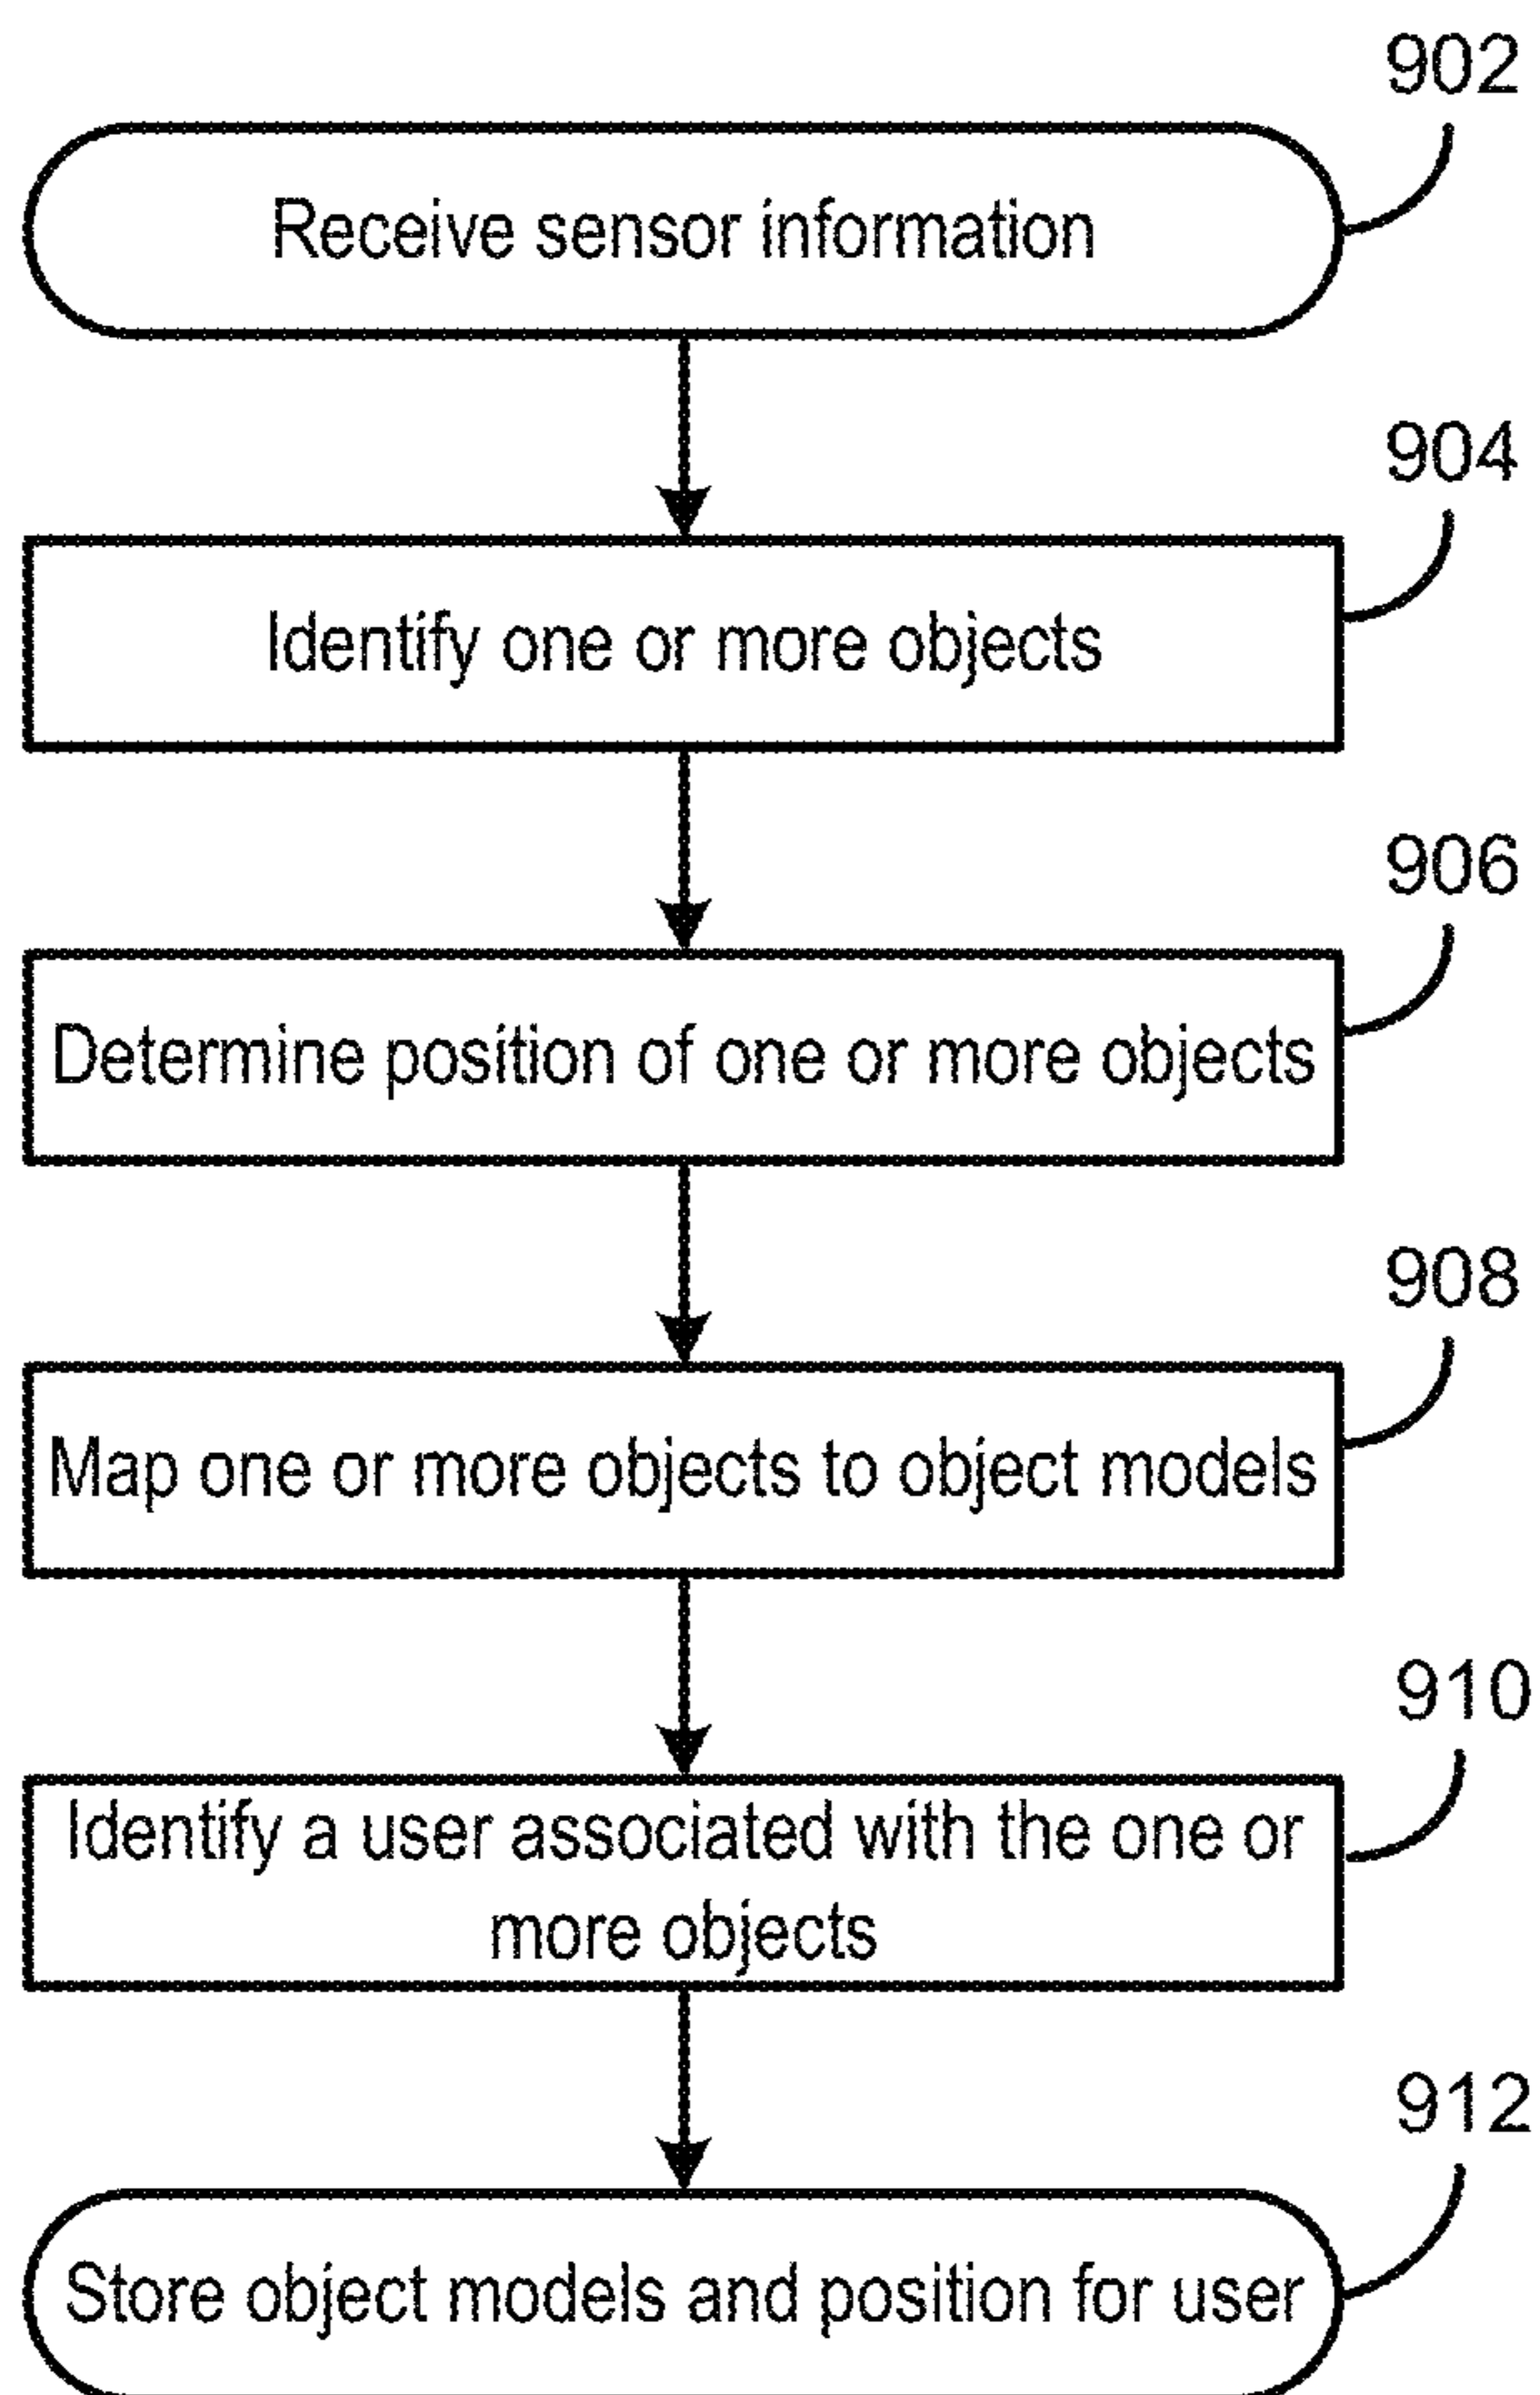 902
Receive sensor information
904
Identify one or more objects
906
Determine position of one or more objects
908
Map one or more objects to object models
910
Identify a user associated with the one or
more objects
912
Store object models and position for user